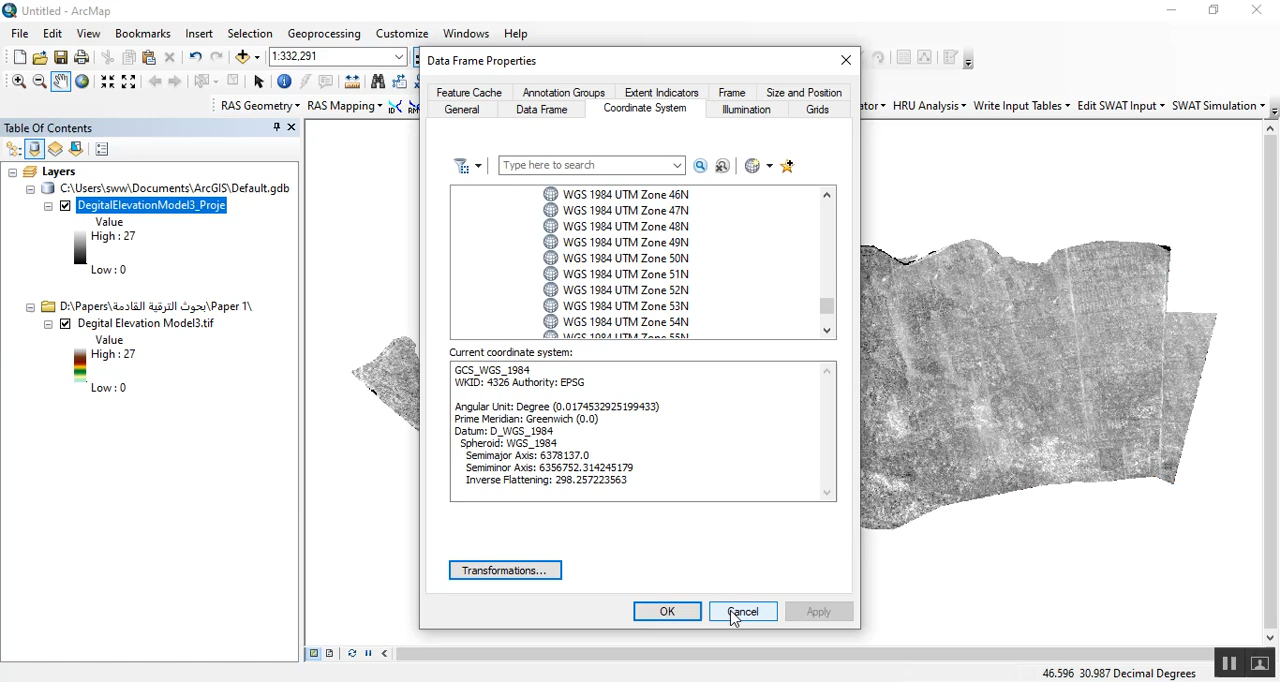 Untitled - ArcMap
File Edit View Bookmarks Insert Selection Geoprocessing Customize Windows Help
1:332,291
RAS Geometry RAS Mapping
HRU Analysis Write Input Tables Edit SWAT Input SWAT Simulation
Table Of Contents
Layers
C:\Users\sww\Documents\ArcGIS\Default.gdb
DegitalElevationModel3_Proje
Value
High : 27
Low : 0
D:\Papers\بحوث الترقية القادمة\Paper 1\
Degital Elevation Model3.tif
Value
High : 27
Low : 0
Data Frame Properties
Feature Cache Annotation Groups Extent Indicators Frame Size and Position
General Data Frame Coordinate System Illumination Grids
Type here to search
WGS 1984 UTM Zone 46N
WGS 1984 UTM Zone 47N
WGS 1984 UTM Zone 48N
WGS 1984 UTM Zone 49N
WGS 1984 UTM Zone 50N
WGS 1984 UTM Zone 51N
WGS 1984 UTM Zone 52N
WGS 1984 UTM Zone 53N
WGS 1984 UTM Zone 54N
WGS 1984 UTM Zone 55N
Current coordinate system:
GCS_WGS_1984
WKID: 4326 Authority: EPSG
Angular Unit: Degree (0.0174532925199433)
Prime Meridian: Greenwich (0.0)
Datum: D_WGS_1984
Spheroid: WGS_1984
Semimajor Axis: 6378137.0
Semiminor Axis: 6356752.314245179
Inverse Flattening: 298.257223563
Transformations...
OK Cancel Apply
46.596 30.987 Decimal Degrees